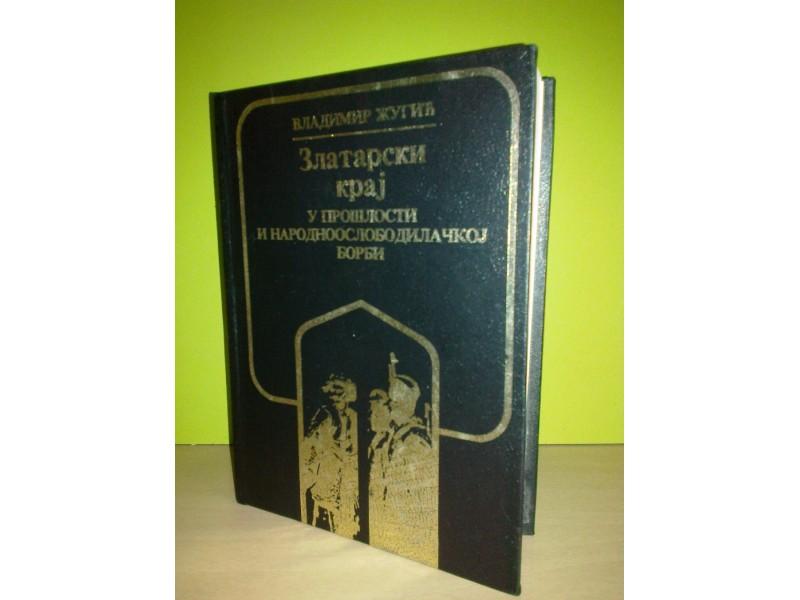 ВЛАДИМИР ЖУГИЋ
Златарски
крај
У ПРОШЛОСТИ
И НАРОДНООСЛОБОДИЛАЧКОЈ
БОРБИ